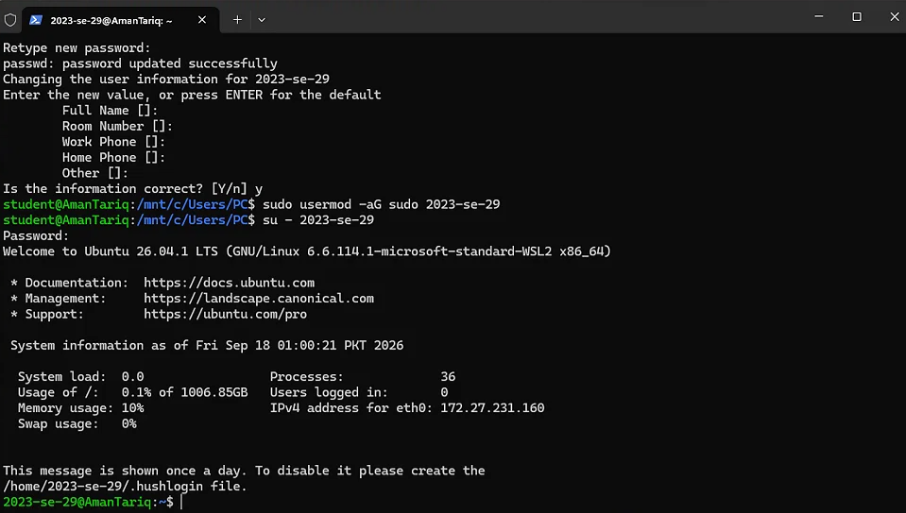 2023-se-29@AmanTariq: ~
Retype new password:
passwd: password updated successfully
Changing the user information for 2023-se-29
Enter the new value, or press ENTER for the default
        Full Name []:
        Room Number []:
        Work Phone []:
        Home Phone []:
        Other []:
Is the information correct? [Y/n] y
student@AmanTariq:/mnt/c/Users/PC$ sudo usermod -aG sudo 2023-se-29
student@AmanTariq:/mnt/c/Users/PC$ su - 2023-se-29
Password:
Welcome to Ubuntu 26.04.1 LTS (GNU/Linux 6.6.114.1-microsoft-standard-WSL2 x86_64)

 * Documentation:  https://docs.ubuntu.com
 * Management:     https://landscape.canonical.com
 * Support:        https://ubuntu.com/pro

 System information as of Fri Sep 18 01:00:21 PKT 2026

  System load:  0.0                 Processes:             36
  Usage of /:   0.1% of 1006.85GB   Users logged in:       0
  Memory usage: 10%                 IPv4 address for eth0: 172.27.231.160
  Swap usage:   0%

This message is shown once a day. To disable it please create the
/home/2023-se-29/.hushlogin file.
2023-se-29@AmanTariq:~$